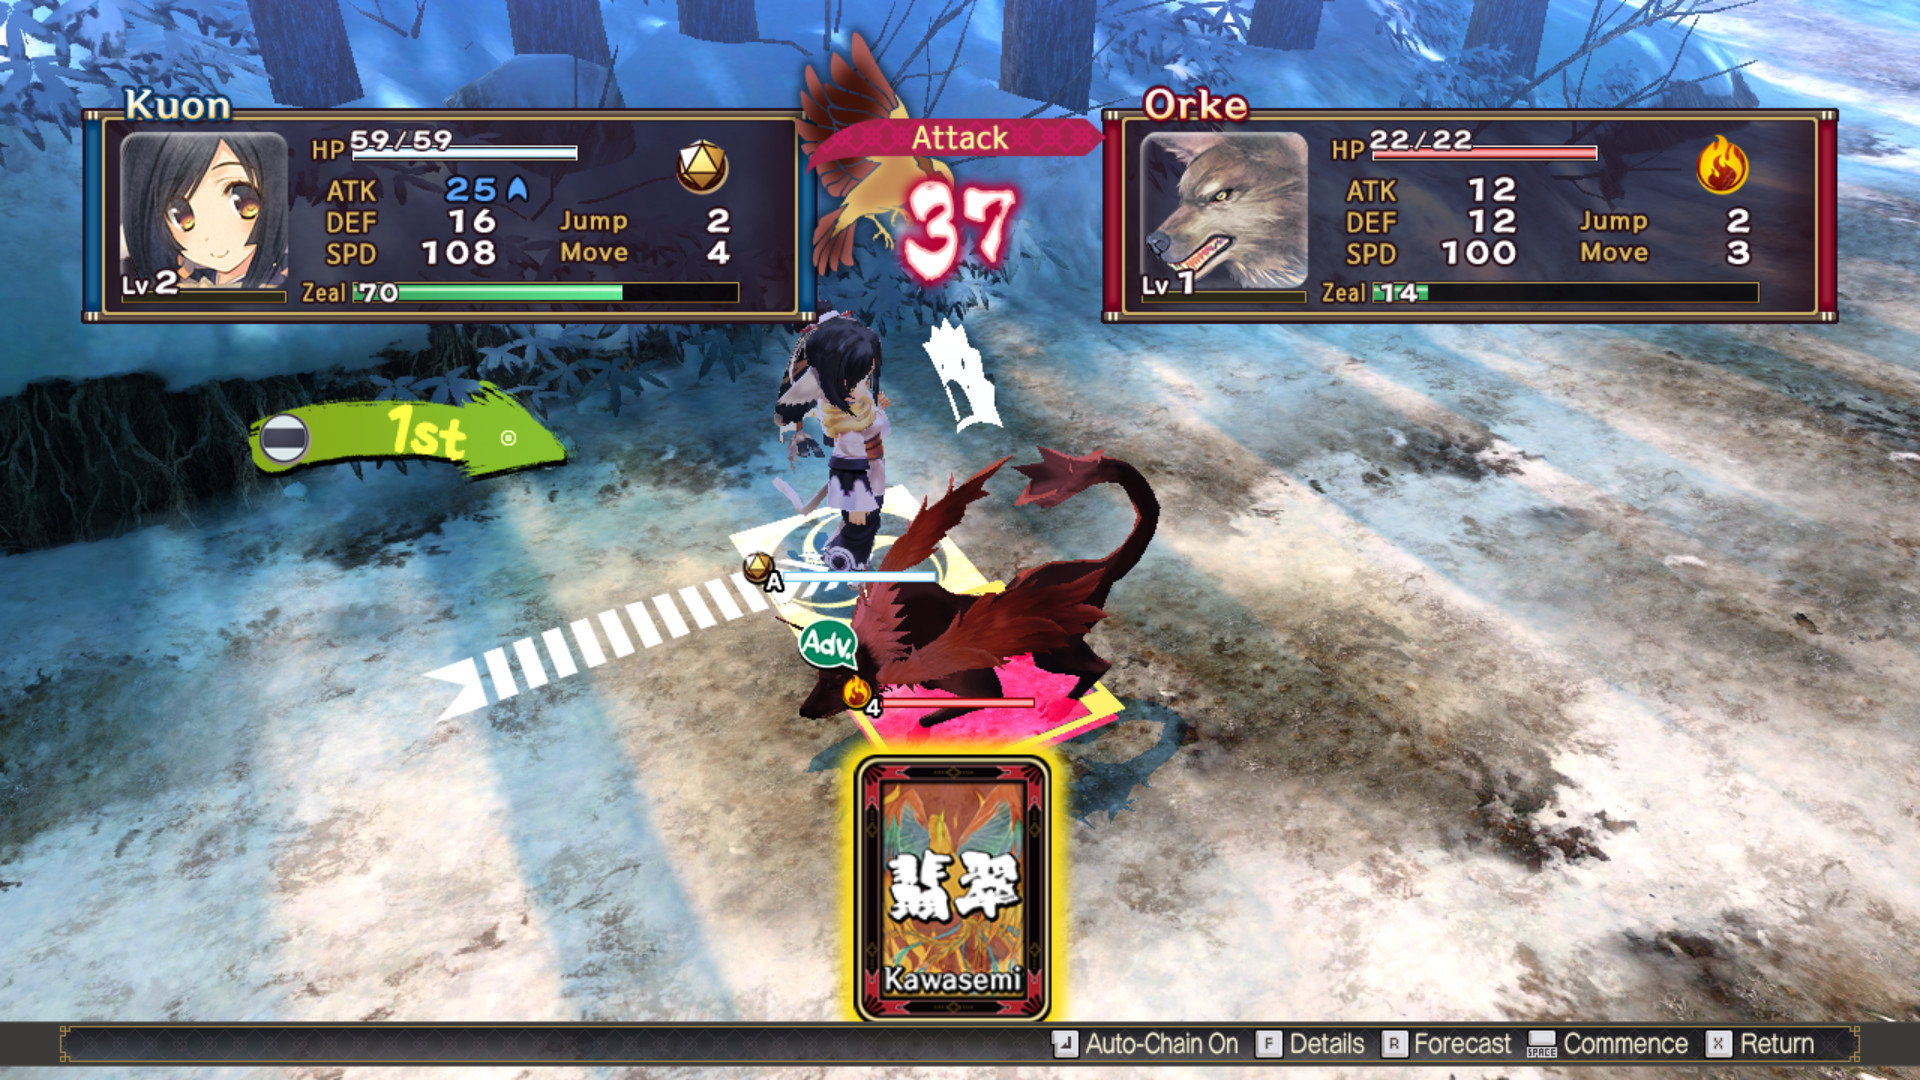 Kuon
HP 59/59
ATK 25
DEF 16 Jump 2
SPD 108 Move 4
Lv 2
Zeal 70
Attack
37
Orke
HP 22/22
ATK 12
DEF 12 Jump 2
SPD 100 Move 3
Lv 1
Zeal 14
1st
A
Adv.
4
翡翠
Kawasemi
Auto-Chain On F Details R Forecast SPACE Commence X Return